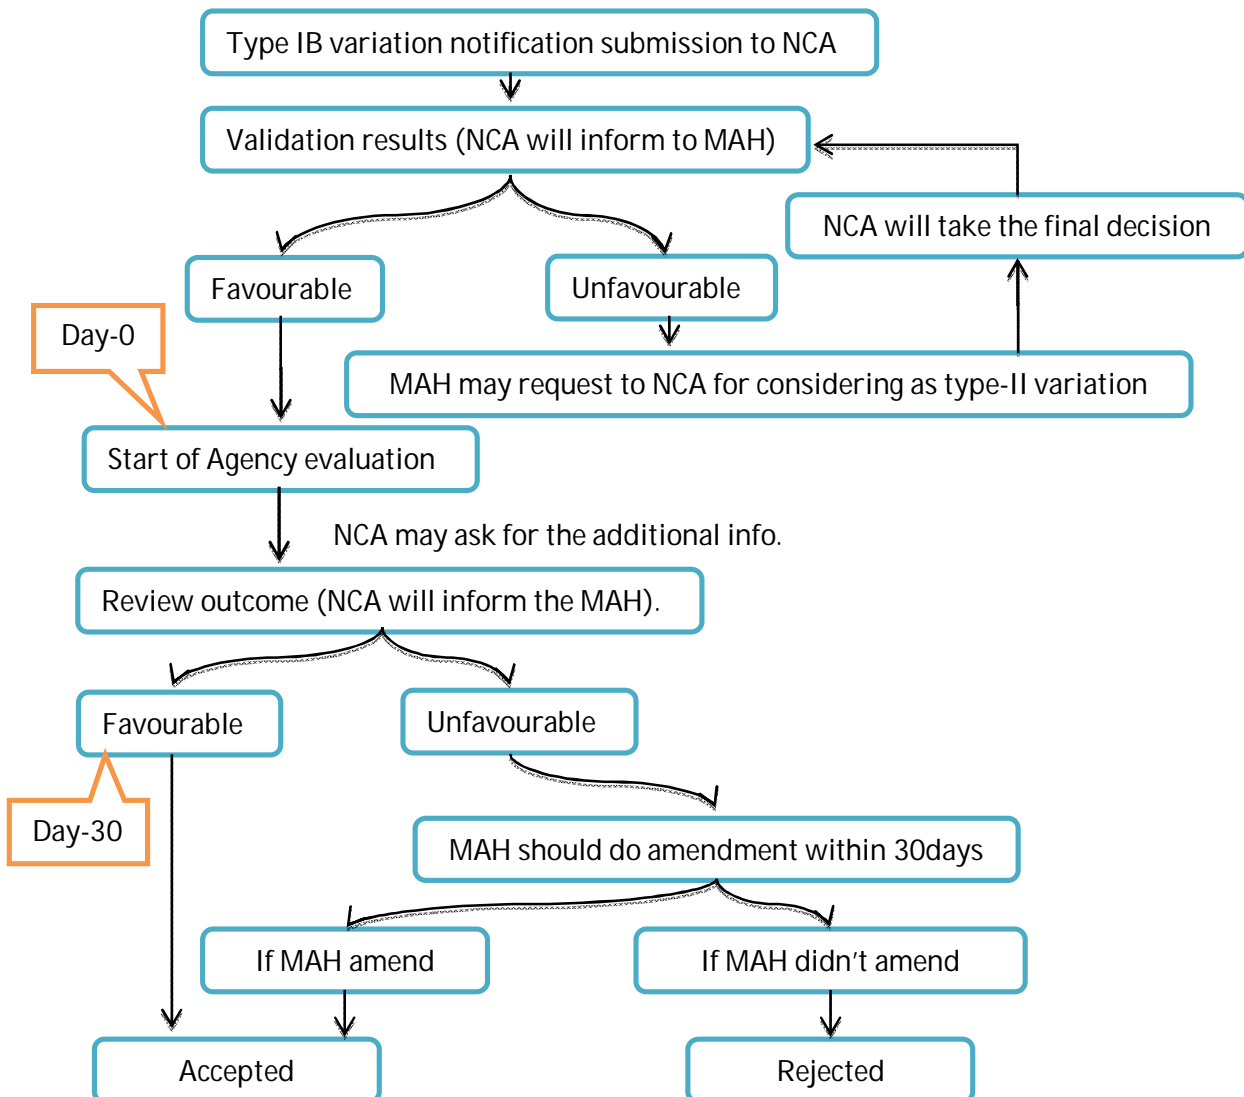 Type IB variation notification submission to NCA
Validation results (NCA will inform to MAH)
NCA will take the final decision
Favourable
Unfavourable
Day-0
MAH may request to NCA for considering as type-II variation
Start of Agency evaluation
NCA may ask for the additional info.
Review outcome (NCA will inform the MAH).
Favourable
Unfavourable
Day-30
MAH should do amendment within 30days
If MAH amend
If MAH didn't amend
Accepted
Rejected